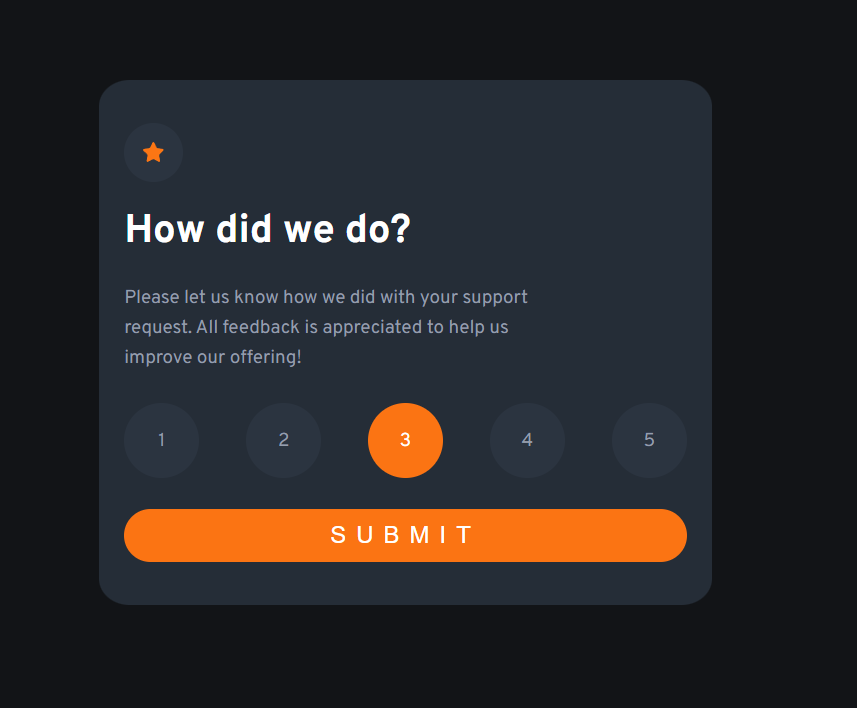 How did we do?
Please let us know how we did with your support
request. All feedback is appreciated to help us
improve our offering!
1 2 3 4 5
SUBMIT